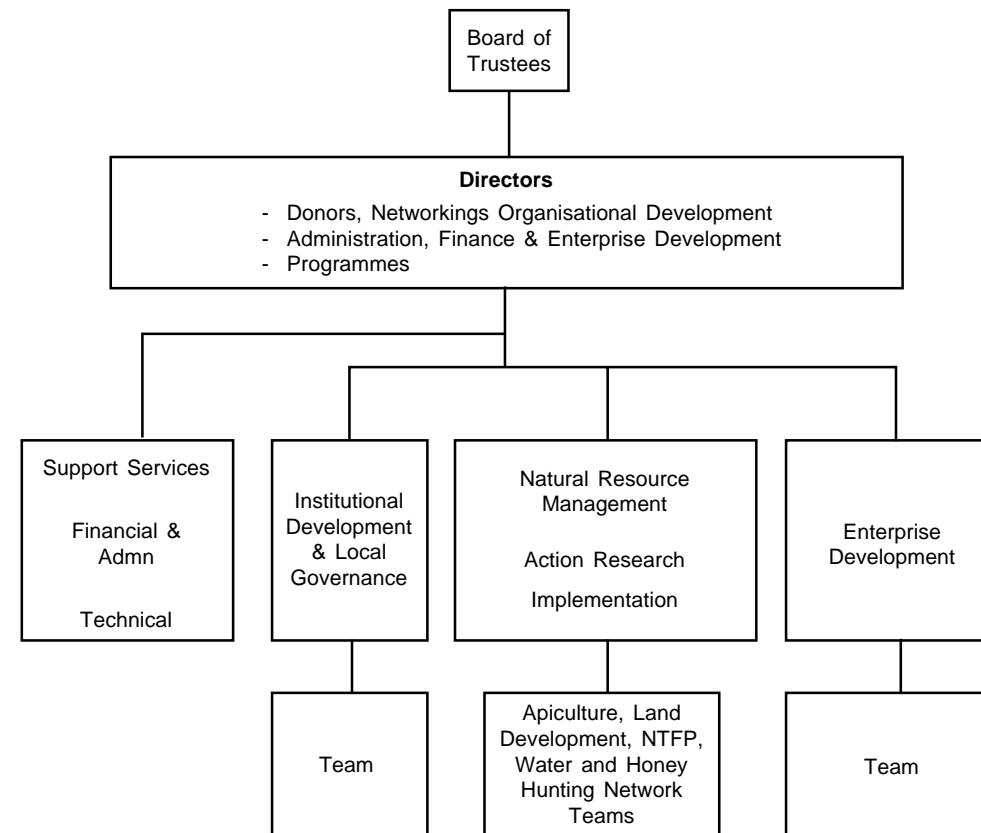 Board of
Trustees
Directors
- Donors, Networkings Organisational Development
- Administration, Finance & Enterprise Development
- Programmes
Support Services
Financial &
Admn
Technical
Institutional
Development
& Local
Governance
Natural Resource
Management
Action Research
Implementation
Enterprise
Development
Team
Apiculture, Land
Development, NTFP,
Water and Honey
Hunting Network
Teams
Team